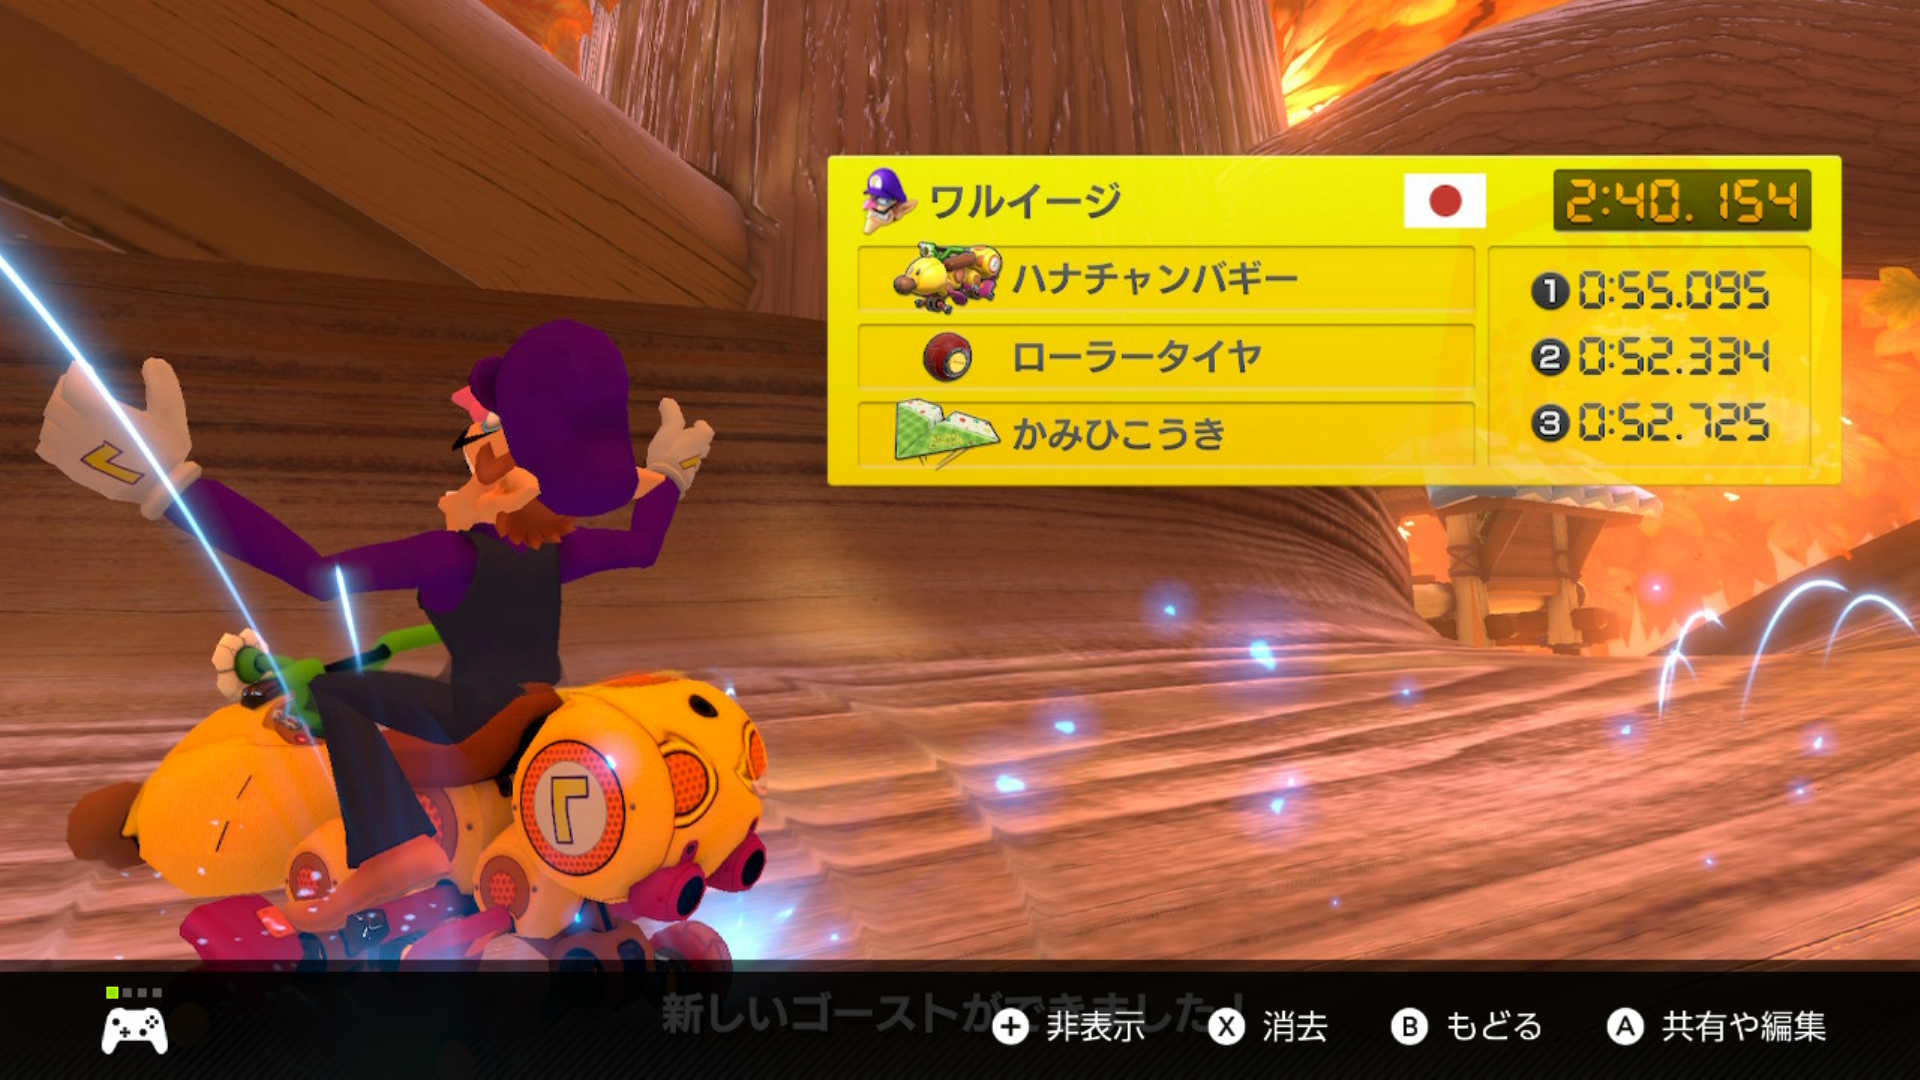 ワルイージ 2:40.154
ハナチャンバギー
ローラータイヤ
かみひこうき
1 0:55.095
2 0:52.334
3 0:52.725
新しいゴーストができました!
+ 非表示 X 消去 B もどる A 共有や編集